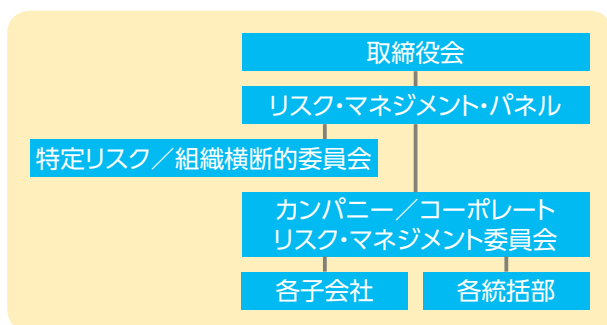 取締役会
リスク・マネジメント・パネル
特定リスク／組織横断的委員会
カンパニー／コーポレート
リスク・マネジメント委員会
各子会社
各統括部